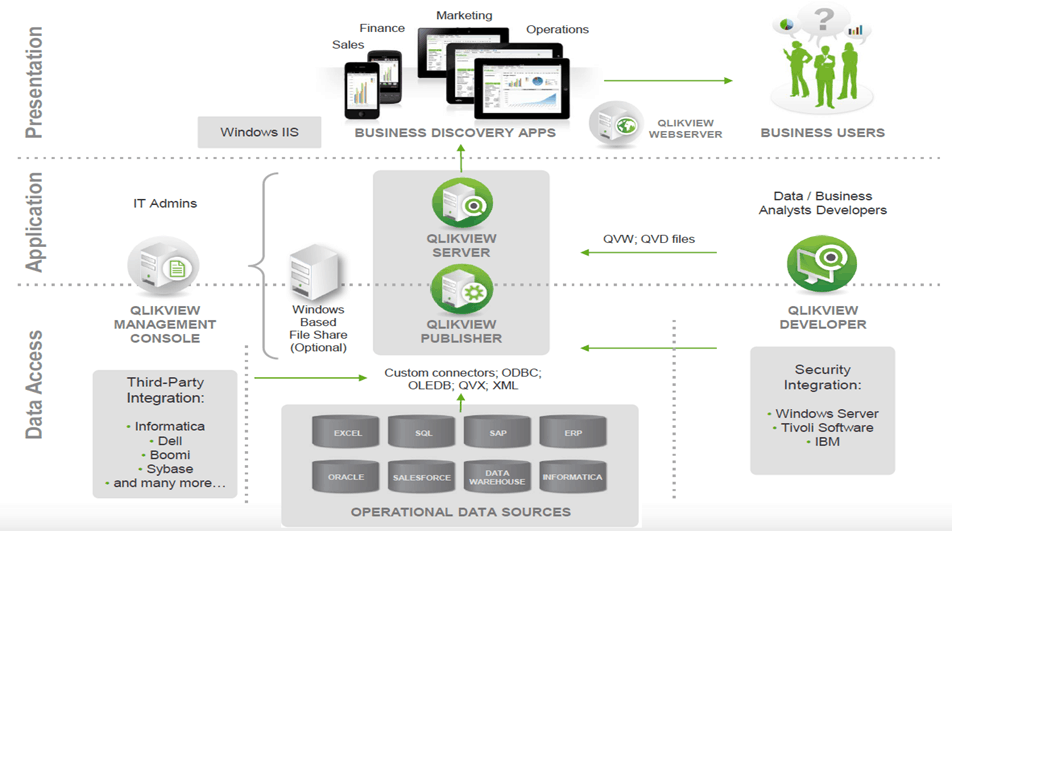 Presentation
Marketing
Finance
Operations
Sales
?
Windows IIS
BUSINESS DISCOVERY APPS
QLIKVIEW
WEBSERVER
BUSINESS USERS
Application
IT Admins
Data / Business
Analysts Developers
QLIKVIEW
SERVER
QVW; QVD files
QLIKVIEW
MANAGEMENT
CONSOLE
Windows
Based
File Share
(Optional)
QLIKVIEW
PUBLISHER
QLIKVIEW
DEVELOPER
Data Access
Third-Party
Integration:
• Informatica
• Dell
• Boomi
• Sybase
• and many more…
Custom connectors; ODBC;
OLEDB; QVX; XML
Security
Integration:
• Windows Server
• Tivoli Software
• IBM
EXCEL
SQL
SAP
ERP
ORACLE
SALESFORCE
DATA
WAREHOUSE
INFORMATICA
OPERATIONAL DATA SOURCES